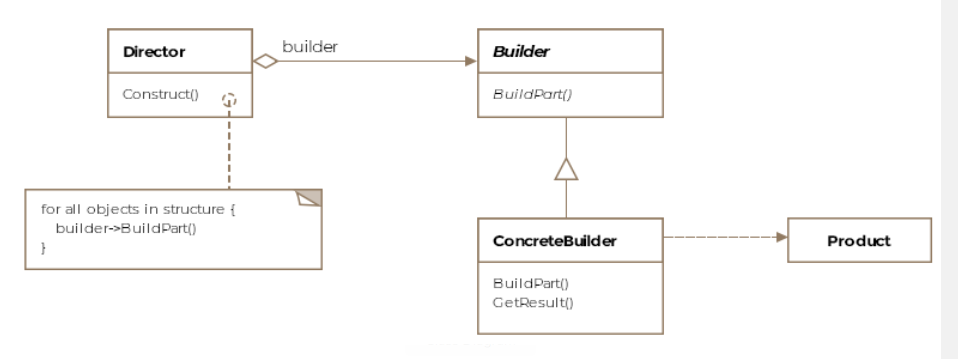 Director
Construct()
builder
Builder
BuildPart()
for all objects in structure {
builder->BuildPart()
}
ConcreteBuilder
BuildPart()
GetResult()
Product